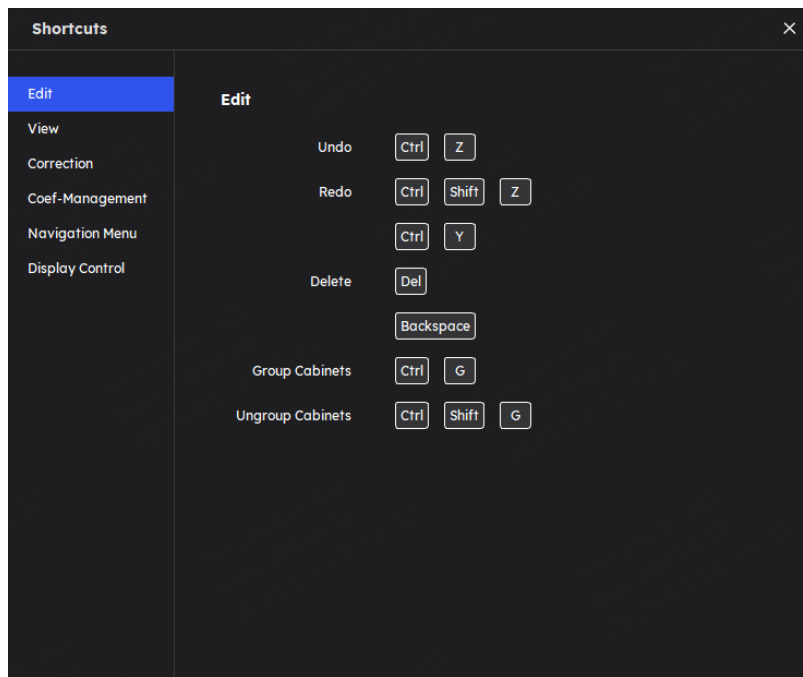 Shortcuts
Edit
View
Correction
Coef-Management
Navigation Menu
Display Control
Edit
Undo Ctrl Z
Redo Ctrl Shift Z
Ctrl Y
Delete Del
Backspace
Group Cabinets Ctrl G
Ungroup Cabinets Ctrl Shift G